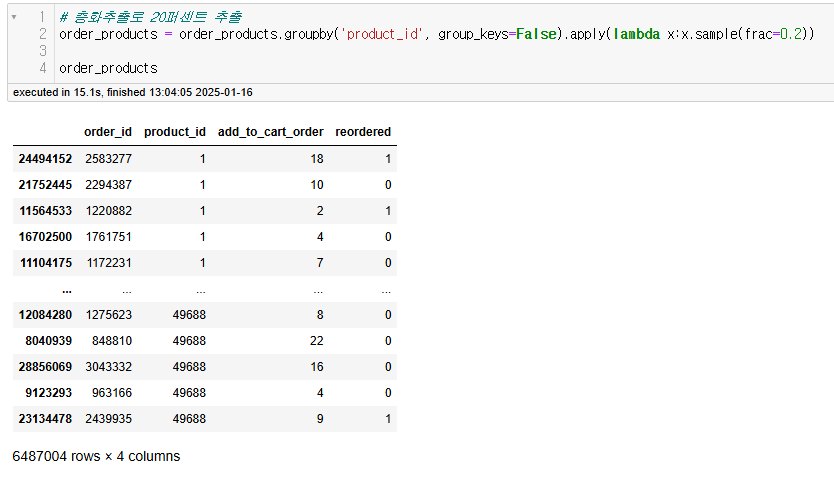 1 # 층화추출로 20퍼센트 추출
2 order_products = order_products.groupby('product_id', group_keys=False).apply(lambda x:x.sample(frac=0.2))
3
4 order_products
executed in 15.1s, finished 13:04:05 2025-01-16
order_id product_id add_to_cart_order reordered
24494152 2583277 1 18 1
21752445 2294387 1 10 0
11564533 1220882 1 2 1
16702500 1761751 1 4 0
11104175 1172231 1 7 0
... ... ... ... ...
12084280 1275623 49688 8 0
8040939 848810 49688 22 0
28856069 3043332 49688 16 0
9123293 963166 49688 4 0
23134478 2439935 49688 9 1
6487004 rows × 4 columns